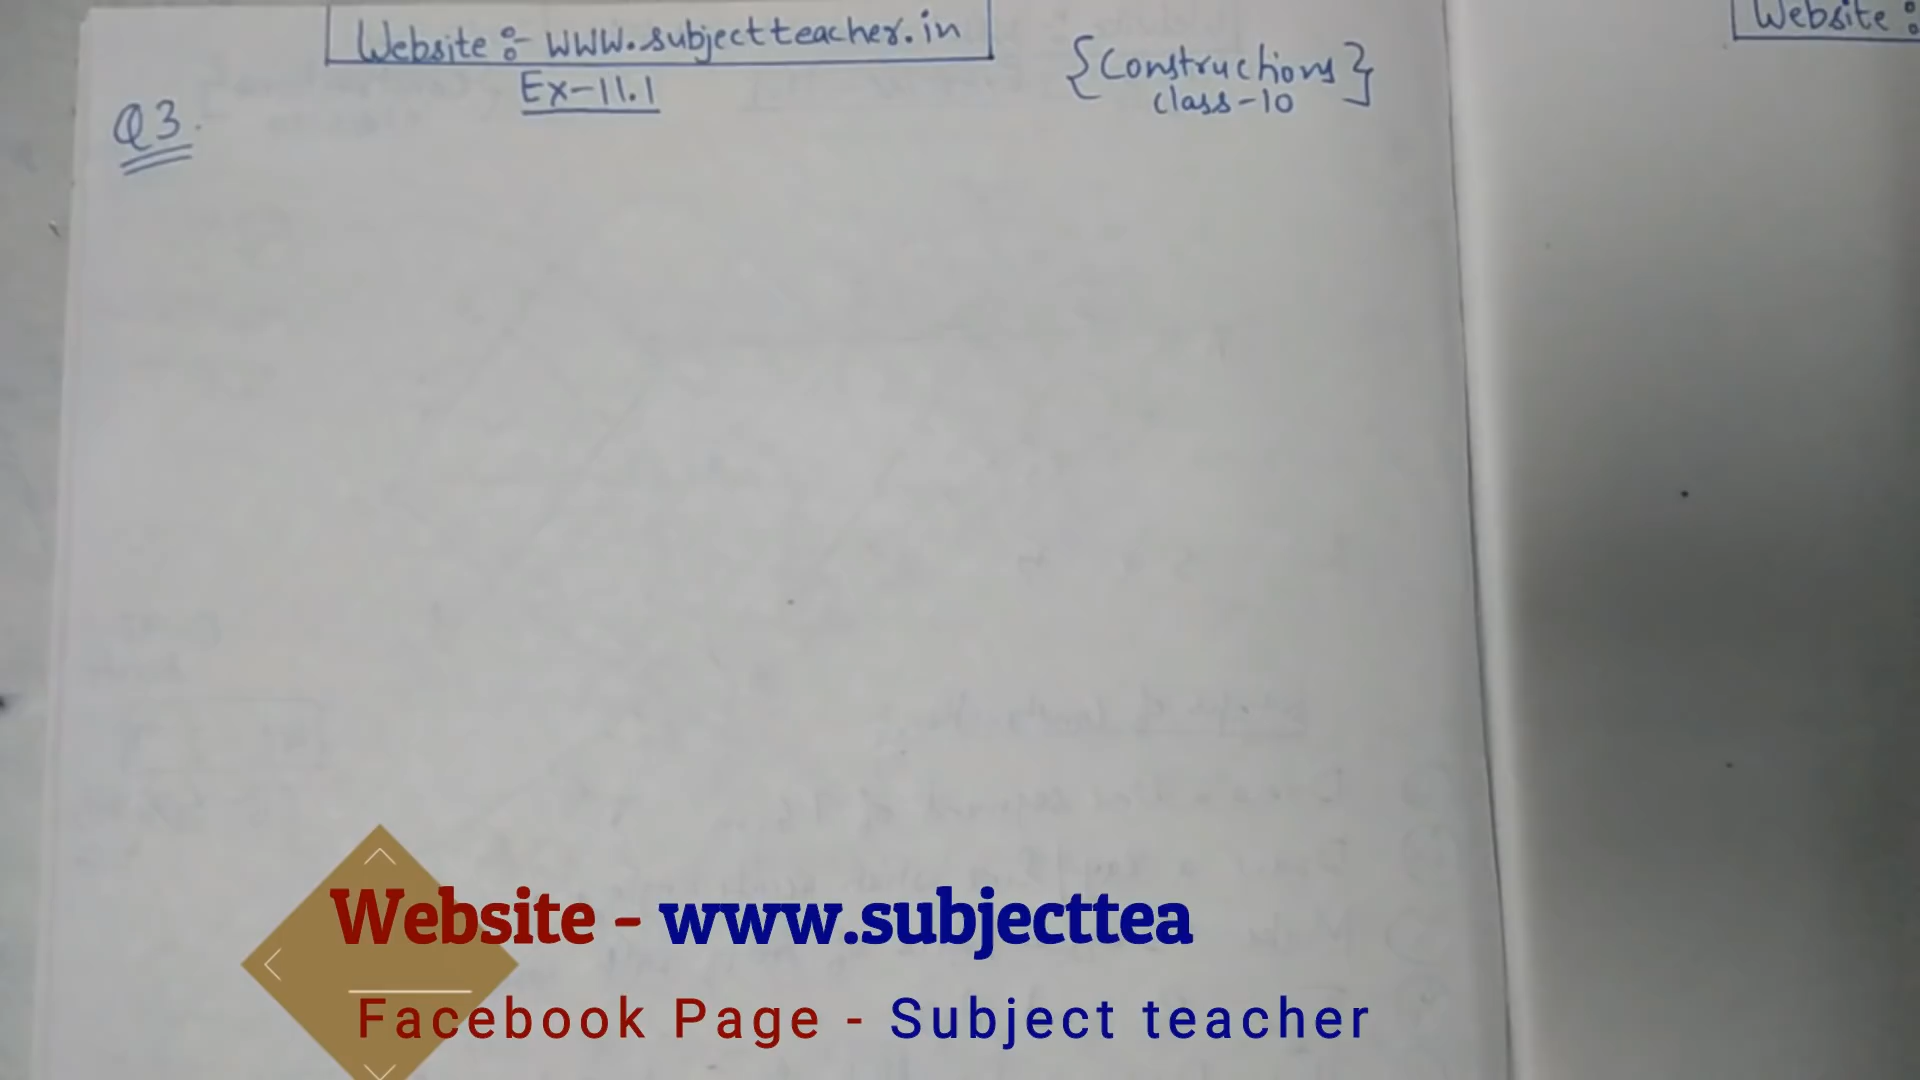 Website :- www.subjectteacher.in
Ex-11.1
{Constructions}
class-10
Q3.
Website :
Website - www.subjecttea
Facebook Page - Subject teacher